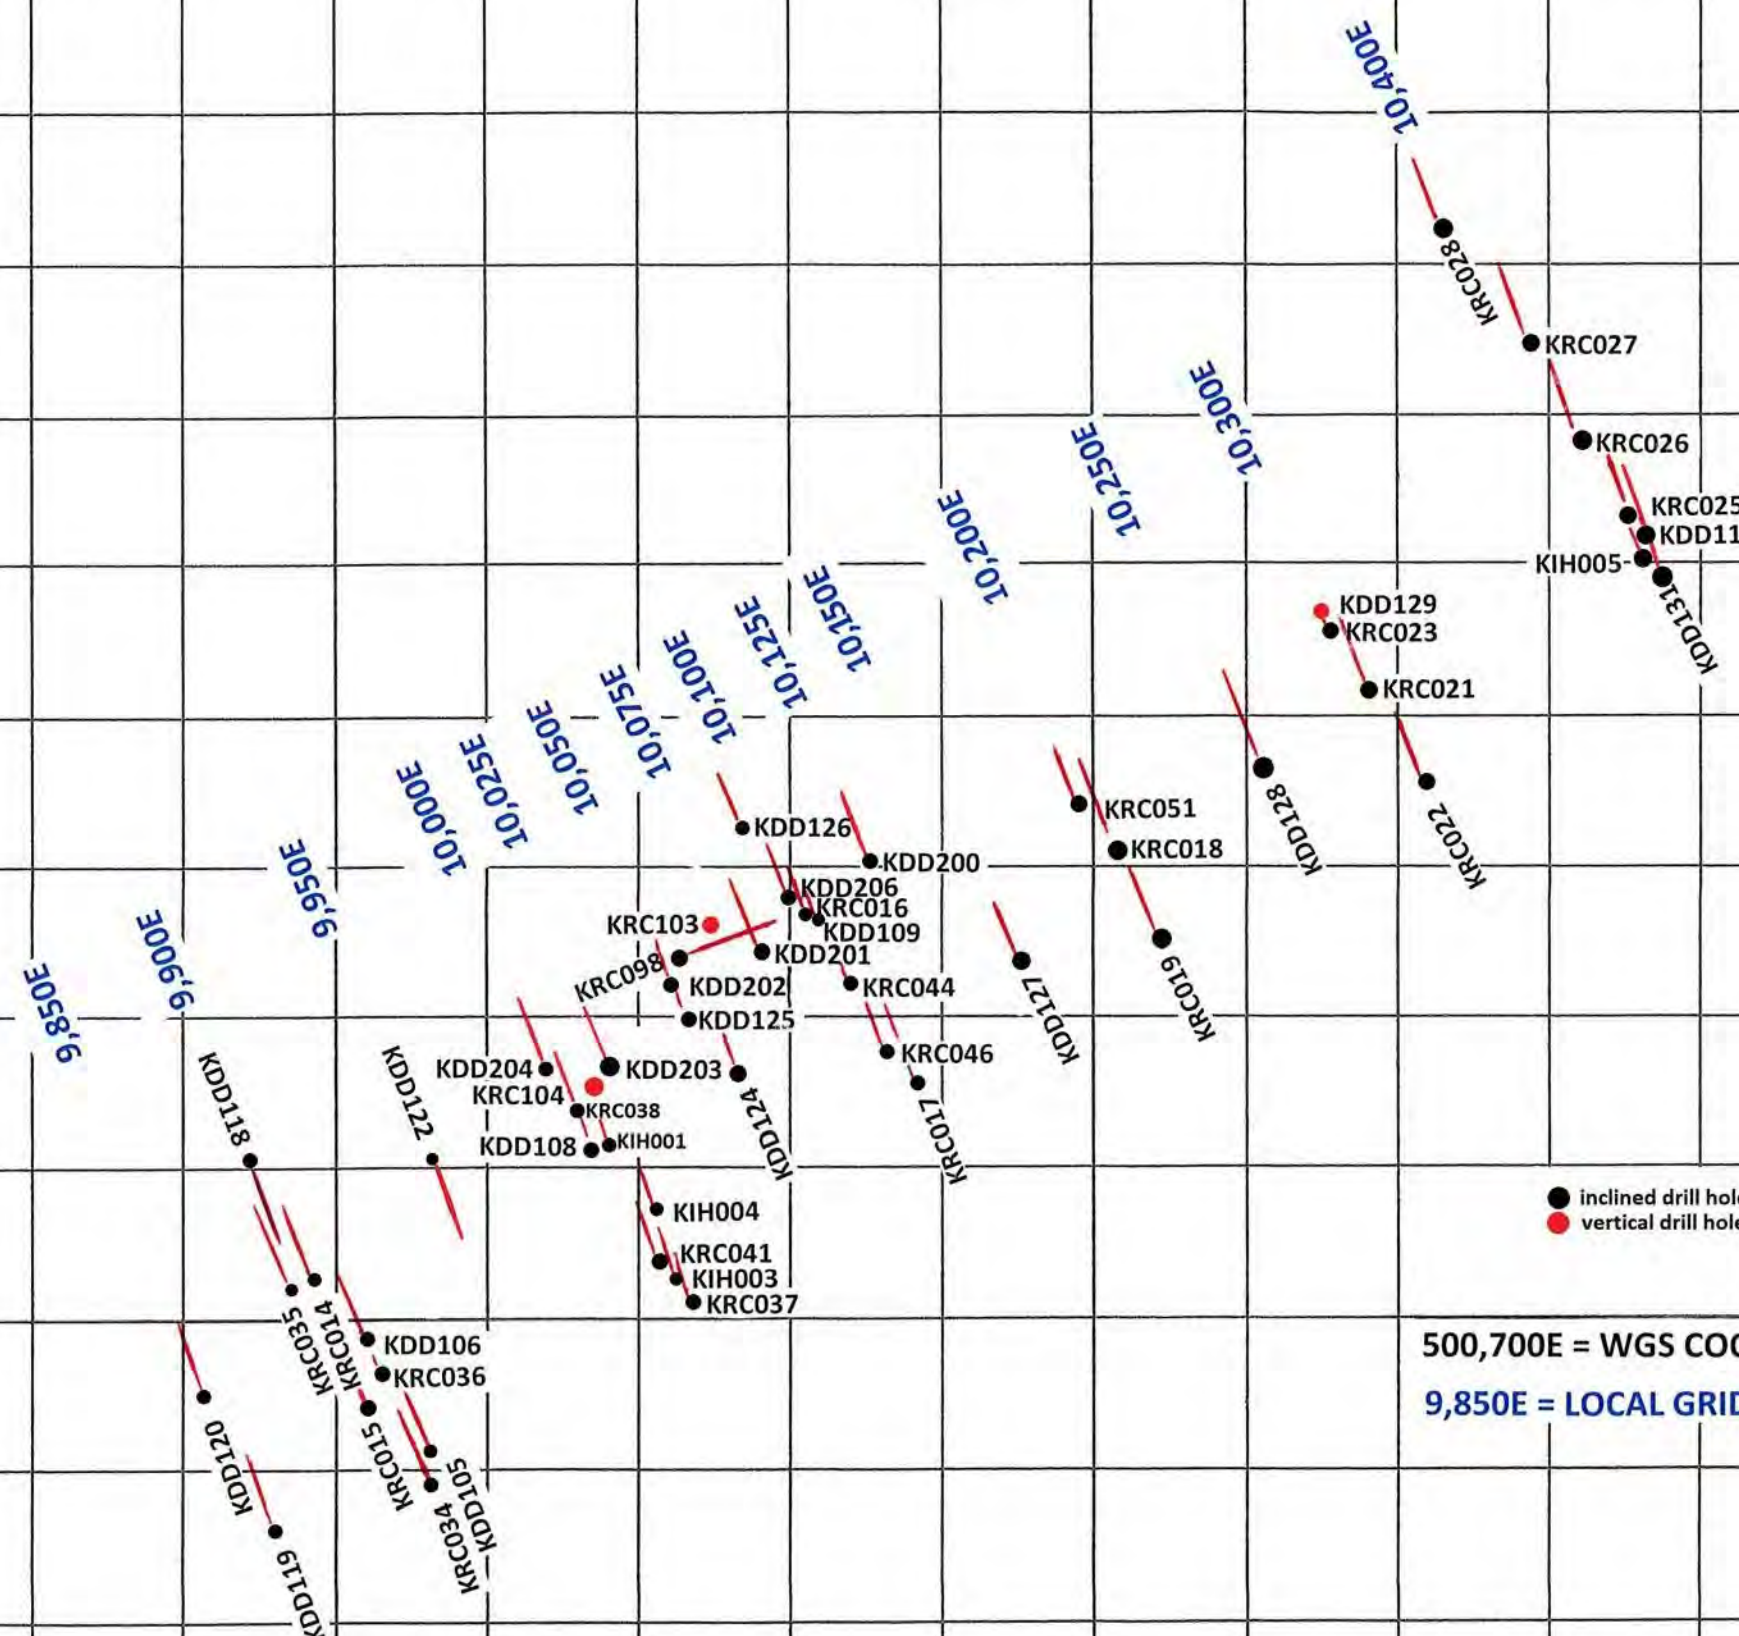 10,400E
KRC028
KRC027
10,300E
KRC026
10,250E
10,200E
KRC025
KDD11
KIH005
10,150E
KDD131
10,125E
KDD129
KRC023
10,100E
10,075E
KRC021
10,050E
10,025E
10,000E
KDD128
KRC022
9,950E
KDD126
KRC051
KRC018
KDD200
9,900E
KDD206
KRC016
KRC103
KDD109
KDD201
KRC098
9,850E
KDD202
KRC044
KDD127
KRC019
KDD125
KRC046
KDD118
KDD122
KDD204
KDD203
KRC104
KRC038
KDD124
KRC017
KDD108
KIH001
inclined drill hol
KIH004
vertical drill hole
KRC041
KIH003
KRC037
KRC035
KRC014
KDD106
500,700E = WGS COO
KRC036
9,850E = LOCAL GRID
KDD120
KRC015
KDD105
KRC034
KDD119